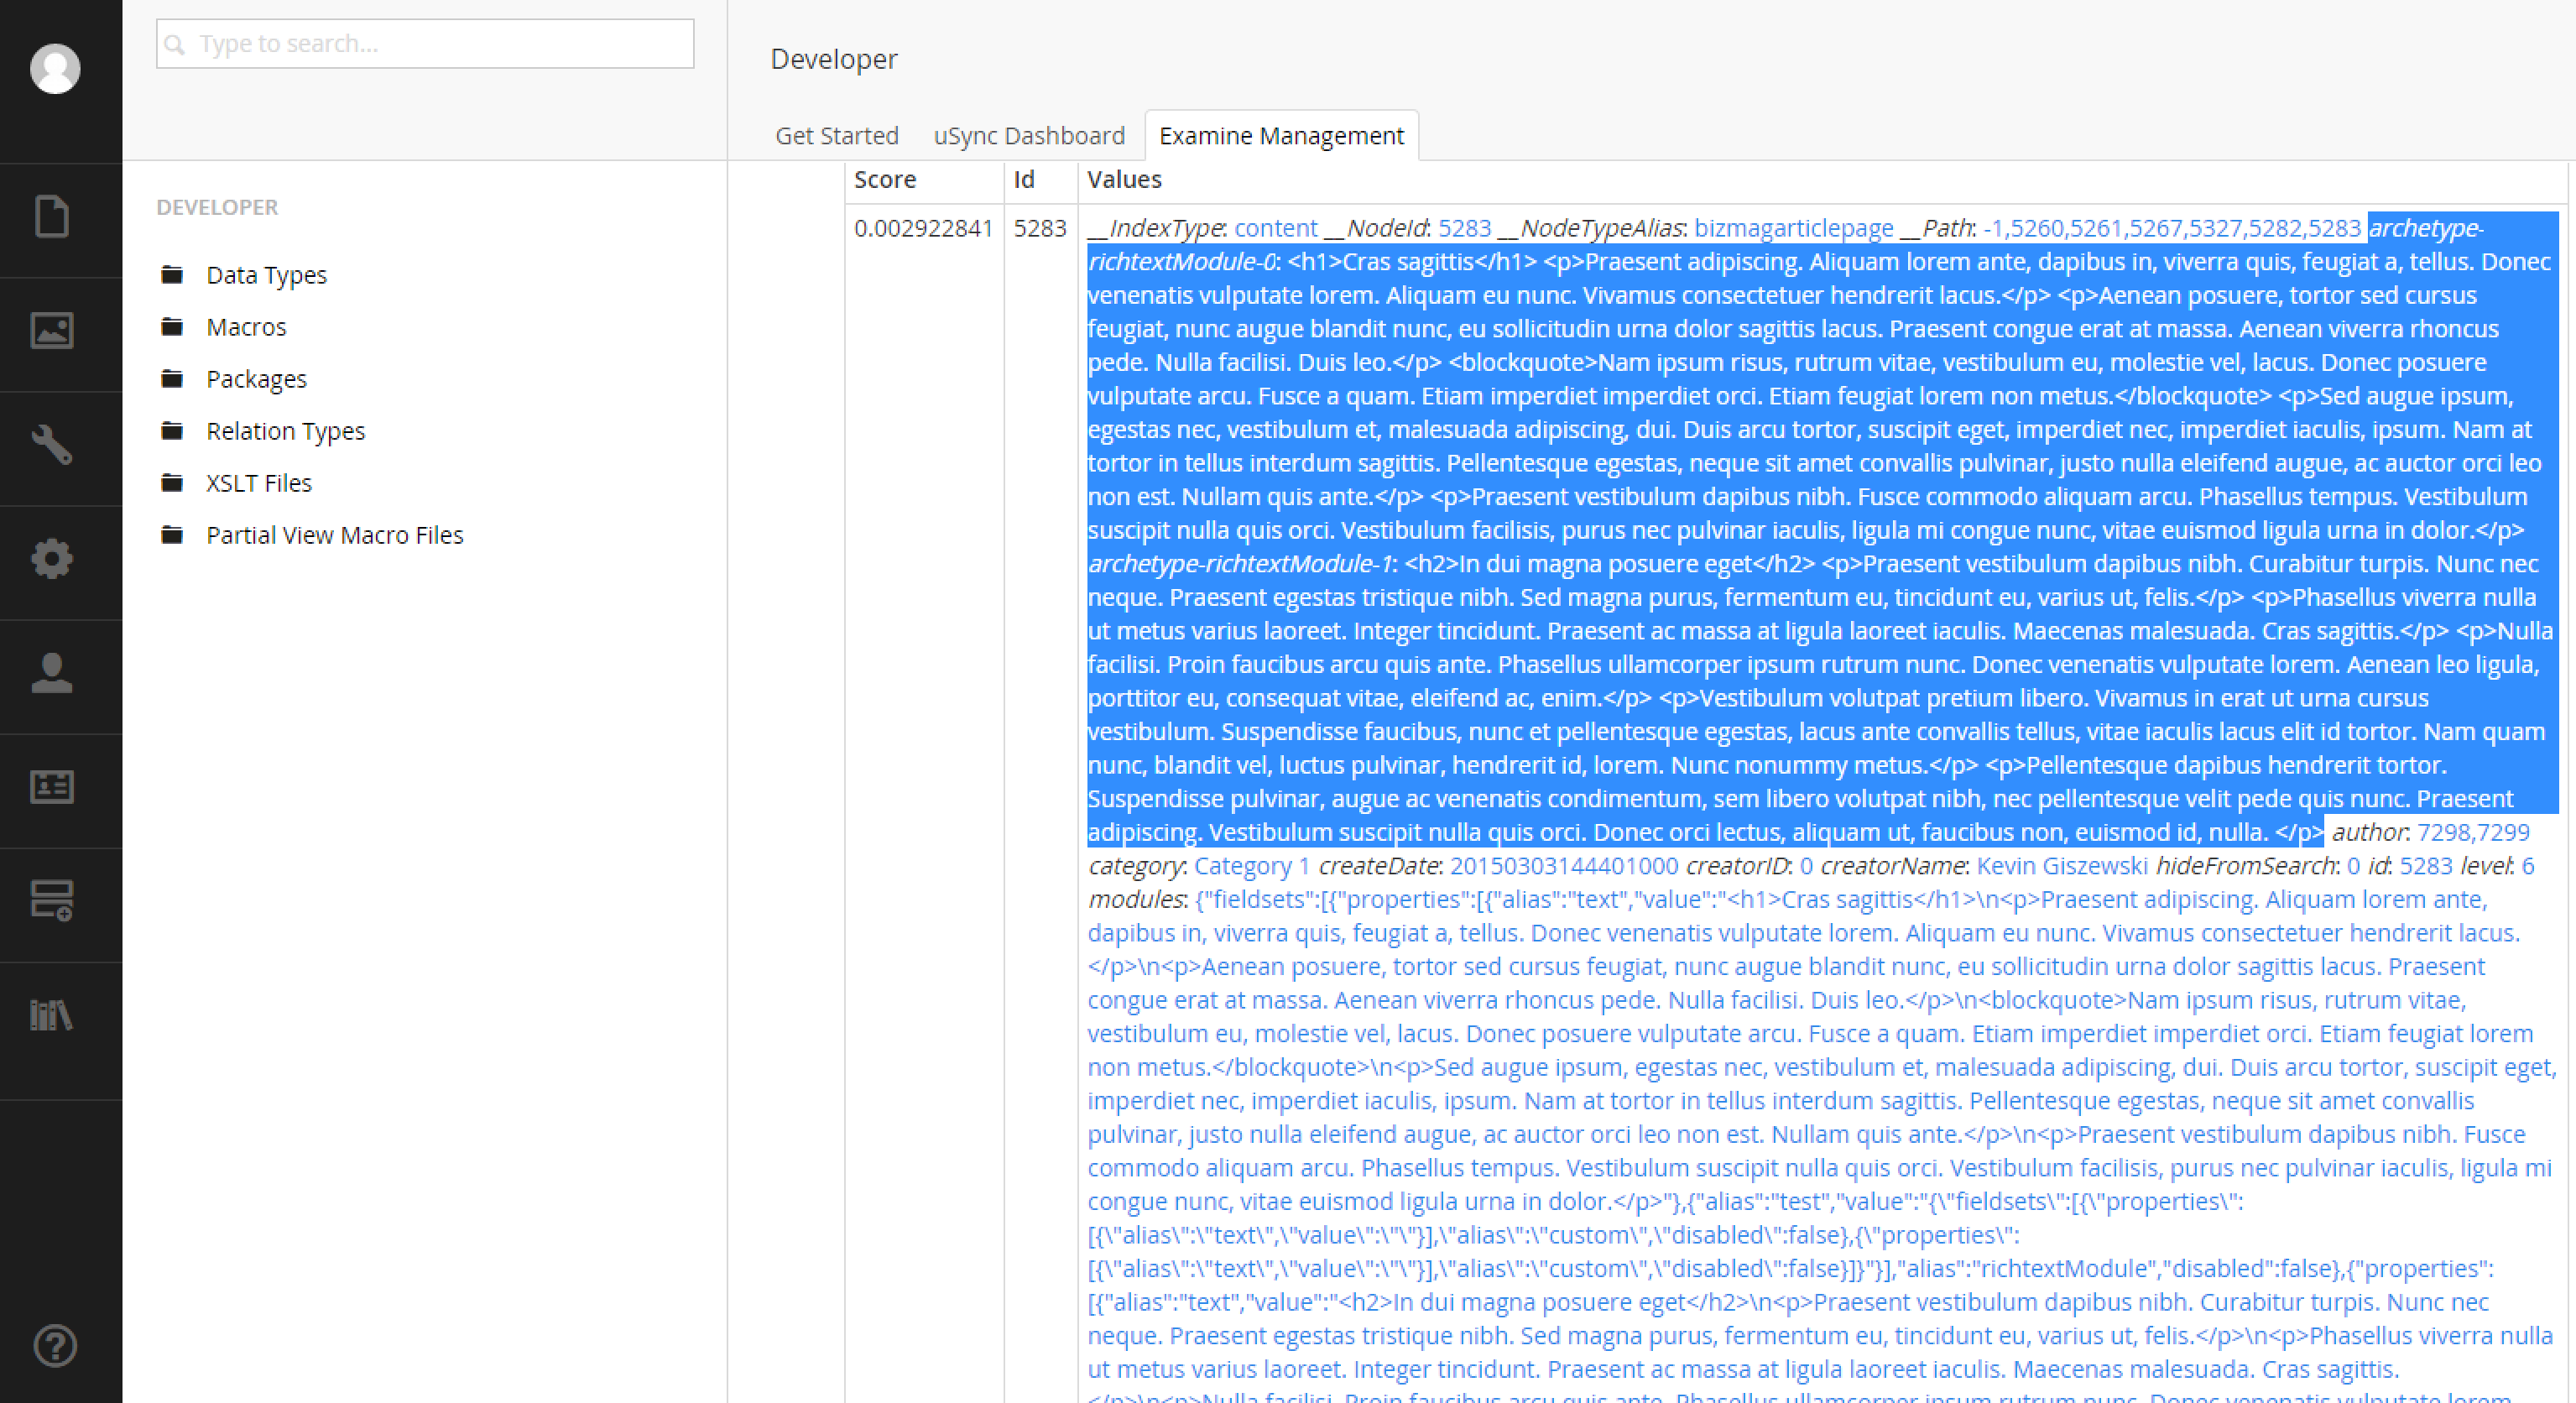 Type to search...
Developer
Get Started uSync Dashboard Examine Management
DEVELOPER
Data Types
Macros
Packages
Relation Types
XSLT Files
Partial View Macro Files
Score Id Values
0.002922841 5283 __IndexType: content __NodeId: 5283 __NodeTypeAlias: bizmagarticlepage __Path: -1,5260,5261,5267,5327,5282,5283 archetype-
richtextModule-0: <h1>Cras sagittis</h1> <p>Praesent adipiscing. Aliquam lorem ante, dapibus in, viverra quis, feugiat a, tellus. Donec
venenatis vulputate lorem. Aliquam eu nunc. Vivamus consectetuer hendrerit lacus.</p> <p>Aenean posuere, tortor sed cursus
feugiat, nunc augue blandit nunc, eu sollicitudin urna dolor sagittis lacus. Praesent congue erat at massa. Aenean viverra rhoncus
pede. Nulla facilisi. Duis leo.</p> <blockquote>Nam ipsum risus, rutrum vitae, vestibulum eu, molestie vel, lacus. Donec posuere
vulputate arcu. Fusce a quam. Etiam imperdiet imperdiet orci. Etiam feugiat lorem non metus.</blockquote> <p>Sed augue ipsum,
egestas nec, vestibulum et, malesuada adipiscing, dui. Duis arcu tortor, suscipit eget, imperdiet nec, imperdiet iaculis, ipsum. Nam at
tortor in tellus interdum sagittis. Pellentesque egestas, neque sit amet convallis pulvinar, justo nulla eleifend augue, ac auctor orci leo
non est. Nullam quis ante.</p> <p>Praesent vestibulum dapibus nibh. Fusce commodo aliquam arcu. Phasellus tempus. Vestibulum
suscipit nulla quis orci. Vestibulum facilisis, purus nec pulvinar iaculis, ligula mi congue nunc, vitae euismod ligula urna in dolor.</p>
archetype-richtextModule-1: <h2>In dui magna posuere eget</h2> <p>Praesent vestibulum dapibus nibh. Curabitur turpis. Nunc nec
neque. Praesent egestas tristique nibh. Sed magna purus, fermentum eu, tincidunt eu, varius ut, felis.</p> <p>Phasellus viverra nulla
ut metus varius laoreet. Integer tincidunt. Praesent ac massa at ligula laoreet iaculis. Maecenas malesuada. Cras sagittis.</p> <p>Nulla
facilisi. Proin faucibus arcu quis ante. Phasellus ullamcorper ipsum rutrum nunc. Donec venenatis vulputate lorem. Aenean leo ligula,
porttitor eu, consequat vitae, eleifend ac, enim.</p> <p>Vestibulum volutpat pretium libero. Vivamus in erat ut urna cursus
vestibulum. Suspendisse faucibus, nunc et pellentesque egestas, lacus ante convallis tellus, vitae iaculis lacus elit id tortor. Nam quam
nunc, blandit vel, luctus pulvinar, hendrerit id, lorem. Nunc nonummy metus.</p> <p>Pellentesque dapibus hendrerit tortor.
Suspendisse pulvinar, augue ac venenatis condimentum, sem libero volutpat nibh, nec pellentesque velit pede quis nunc. Praesent
adipiscing. Vestibulum suscipit nulla quis orci. Donec orci lectus, aliquam ut, faucibus non, euismod id, nulla. </p> author: 7298,7299
category: Category 1 createDate: 20150303144401000 creatorID: 0 creatorName: Kevin Giszewski hideFromSearch: 0 id: 5283 level: 6
modules: {"fieldsets":[{"properties":[{"alias":"text","value":"<h1>Cras sagittis</h1>\n<p>Praesent adipiscing. Aliquam lorem ante,
dapibus in, viverra quis, feugiat a, tellus. Donec venenatis vulputate lorem. Aliquam eu nunc. Vivamus consectetuer hendrerit lacus.
</p>\n<p>Aenean posuere, tortor sed cursus feugiat, nunc augue blandit nunc, eu sollicitudin urna dolor sagittis lacus. Praesent
congue erat at massa. Aenean viverra rhoncus pede. Nulla facilisi. Duis leo.</p>\n<blockquote>Nam ipsum risus, rutrum vitae,
vestibulum eu, molestie vel, lacus. Donec posuere vulputate arcu. Fusce a quam. Etiam imperdiet imperdiet orci. Etiam feugiat lorem
non metus.</blockquote>\n<p>Sed augue ipsum, egestas nec, vestibulum et, malesuada adipiscing, dui. Duis arcu tortor, suscipit eget,
imperdiet nec, imperdiet iaculis, ipsum. Nam at tortor in tellus interdum sagittis. Pellentesque egestas, neque sit amet convallis
pulvinar, justo nulla eleifend augue, ac auctor orci leo non est. Nullam quis ante.</p>\n<p>Praesent vestibulum dapibus nibh. Fusce
commodo aliquam arcu. Phasellus tempus. Vestibulum suscipit nulla quis orci. Vestibulum facilisis, purus nec pulvinar iaculis, ligula mi
congue nunc, vitae euismod ligula urna in dolor.</p>"},{"alias":"test","value":"{\"fieldsets\":[{\"properties\":
[{\"alias\":\"text\",\"value\":\"\"}],\"alias\":\"custom\",\"disabled\":false},{\"properties\":
[{\"alias\":\"text\",\"value\":\"\"}],\"alias\":\"custom\",\"disabled\":false}]}"}],"alias":"richtextModule","disabled":false},{"properties":
[{"alias":"text","value":"<h2>In dui magna posuere eget</h2>\n<p>Praesent vestibulum dapibus nibh. Curabitur turpis. Nunc nec
neque. Praesent egestas tristique nibh. Sed magna purus, fermentum eu, tincidunt eu, varius ut, felis.</p>\n<p>Phasellus viverra nulla
ut metus varius laoreet. Integer tincidunt. Praesent ac massa at ligula laoreet iaculis. Maecenas malesuada. Cras sagittis.
</p>\n<p>Nulla facilisi. Proin faucibus arcu quis ante. Phasellus ullamcorper ipsum rutrum nunc. Donec venenatis vulputate lorem.